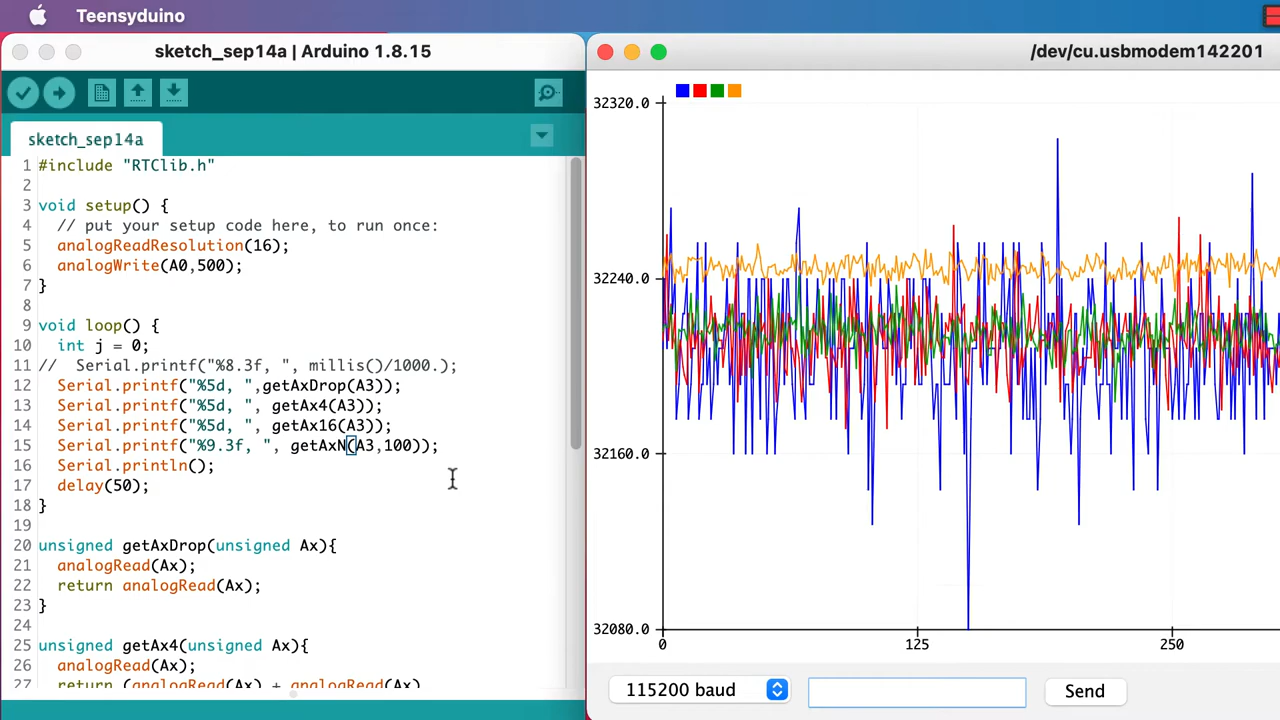 Teensyduino
sketch_sep14a | Arduino 1.8.15
sketch_sep14a
1 #include "RTClib.h"
2
3 void setup() {
4   // put your setup code here, to run once:
5   analogReadResolution(16);
6   analogWrite(A0,500);
7 }
8
9 void loop() {
10   int j = 0;
11 //  Serial.printf("%8.3f, ", millis()/1000.);
12   Serial.printf("%5d, ",getAxDrop(A3));
13   Serial.printf("%5d, ", getAx4(A3));
14   Serial.printf("%5d, ", getAx16(A3));
15   Serial.printf("%9.3f, ", getAxN(A3,100));
16   Serial.println();
17   delay(50);
18 }
19
20 unsigned getAxDrop(unsigned Ax){
21   analogRead(Ax);
22   return analogRead(Ax);
23 }
24
25 unsigned getAx4(unsigned Ax){
26   analogRead(Ax);
27   return (analogRead(Ax) + analogRead(Ax)
/dev/cu.usbmodem142201
32320.0
32240.0
32160.0
32080.0
0 125 250
115200 baud
Send